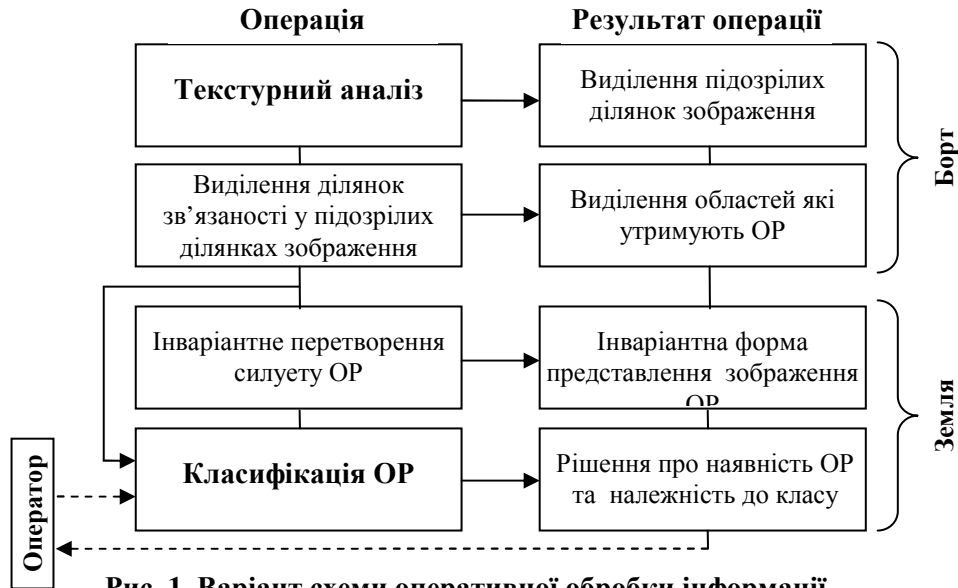 Операція
Результат операції
Текстурний аналіз
Виділення підозрілих
ділянок зображення
Виділення ділянок
зв’язаності у підозрілих
ділянках зображення
Виділення областей які
утримують ОР
Борт
Інваріантне перетворення
силуету ОР
Інваріантна форма
представлення зображення
ОР
Класифікація ОР
Рішення про наявність ОР
та належність до класу
Земля
Оператор
Рис. 1. Варіант схеми оперативної обробки інформації